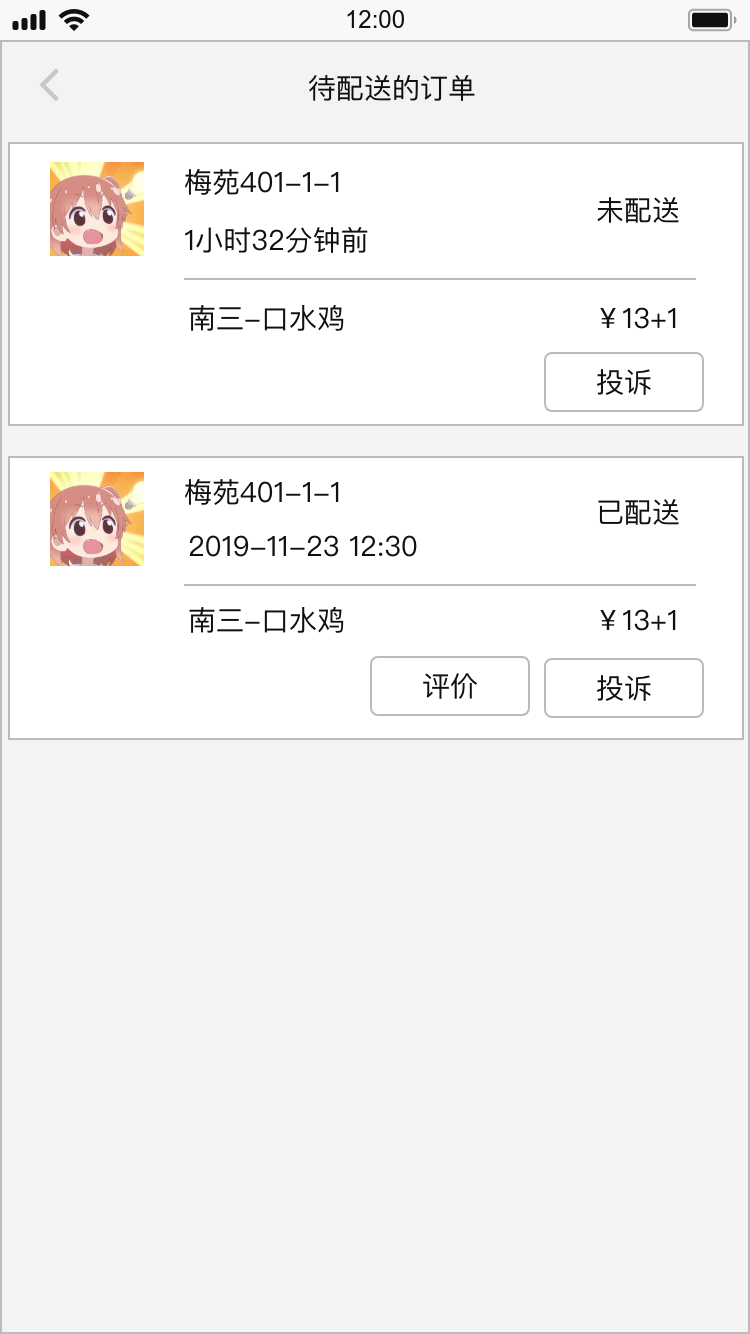 12:00
待配送的订单
梅苑401-1-1
未配送
1小时32分钟前
南三-口水鸡
¥13+1
投诉
梅苑401-1-1
已配送
2019-11-23 12:30
南三-口水鸡
¥13+1
评价
投诉